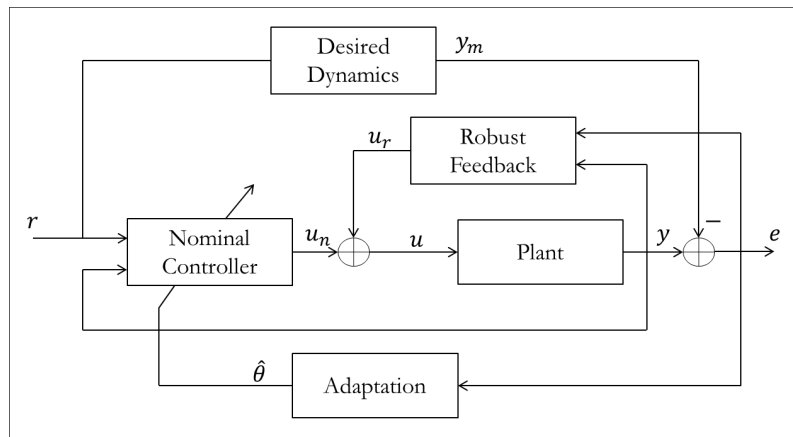 Desired
Dynamics
y_m
u_r
Robust
Feedback
r
Nominal
Controller
u_n
u
Plant
y
−
e
θ̂
Adaptation